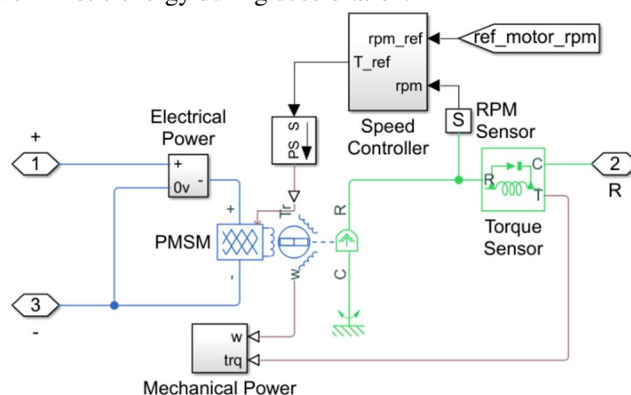 rpm_ref
ref_motor_rpm
T_ref
rpm
S
RPM
Sensor
Speed
Controller
Electrical
Power
PS S
+
1
+
0v
-
R
C
T
2
R
Torque
Sensor
Tr
R
+
PMSM
-
w
C
3
-
w
trq
Mechanical Power